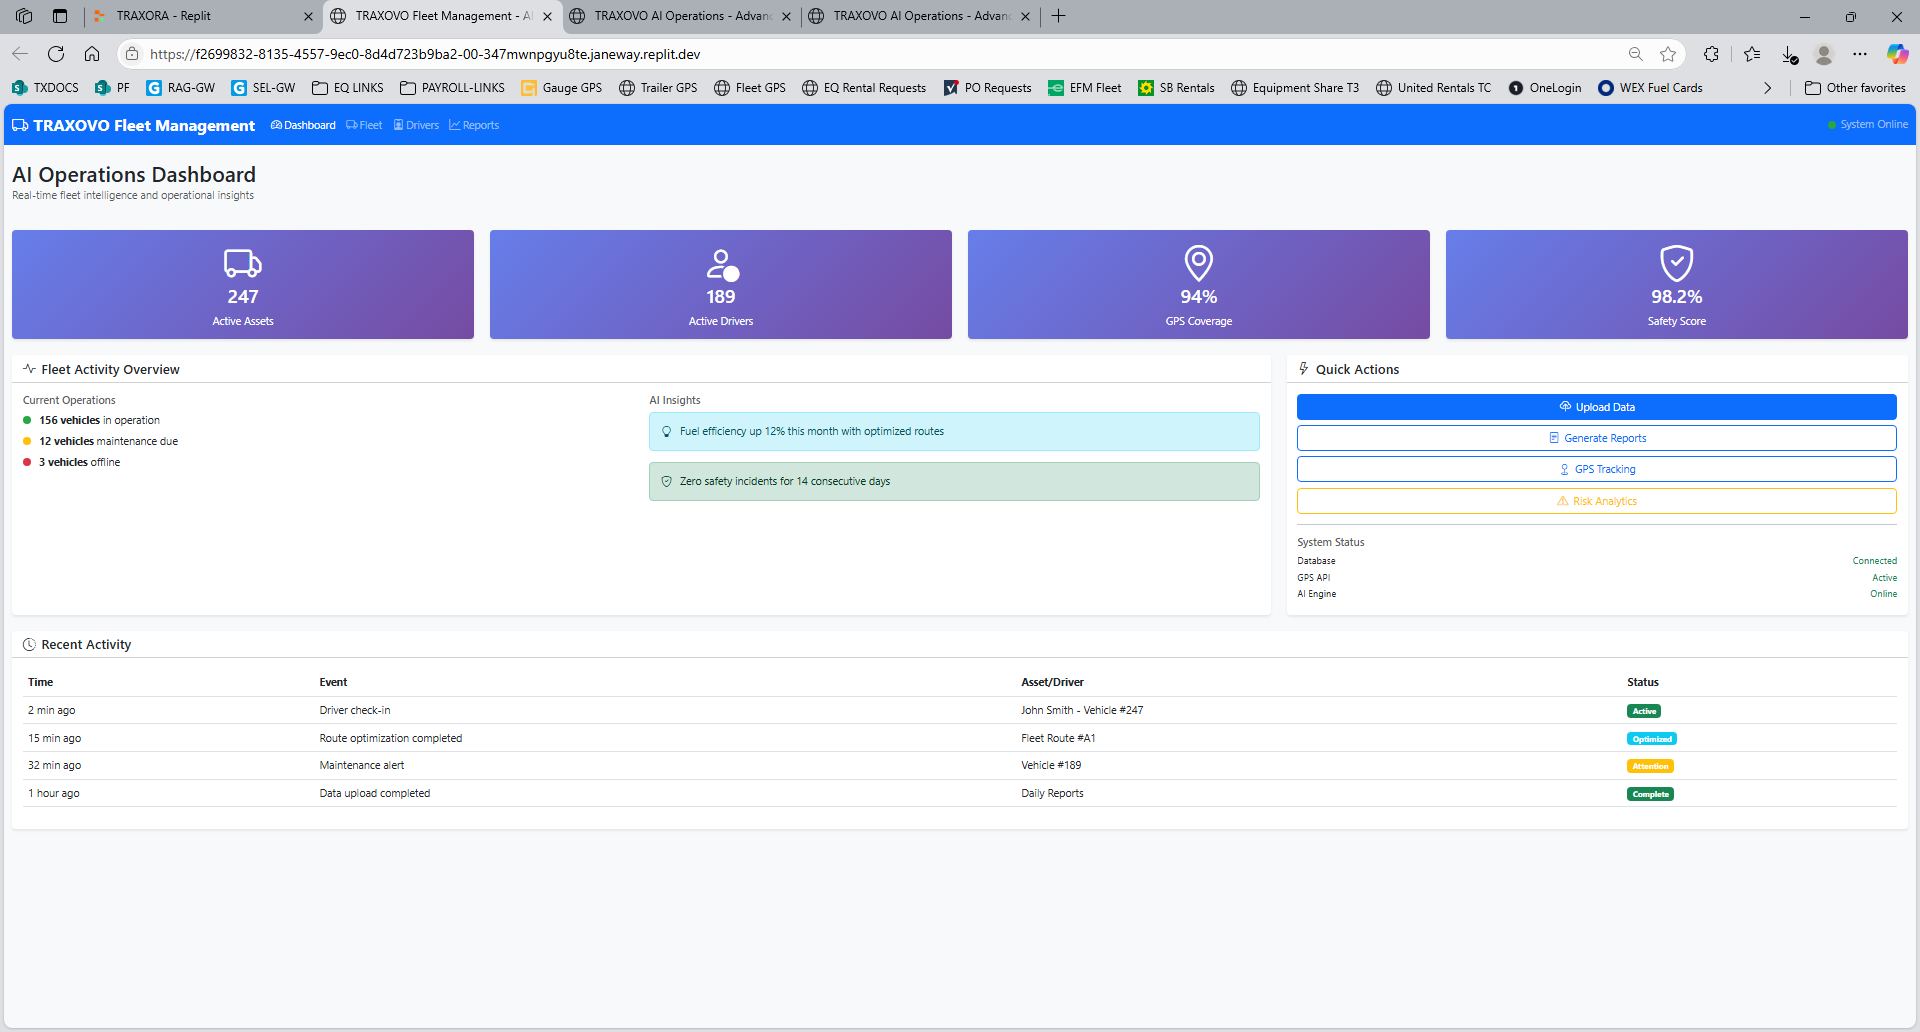 TRAXORA - Replit
TRAXOVO Fleet Management - AI
TRAXOVO AI Operations - Advanc
TRAXOVO AI Operations - Advanc
https://f2699832-8135-4557-9ec0-8d4d723b9ba2-00-347mwnpgyu8te.janeway.replit.dev
TXDOCS
PF
RAG-GW
SEL-GW
EQ LINKS
PAYROLL-LINKS
Gauge GPS
Trailer GPS
Fleet GPS
EQ Rental Requests
PO Requests
EFM Fleet
SB Rentals
Equipment Share T3
United Rentals TC
OneLogin
WEX Fuel Cards
Other favorites
TRAXOVO Fleet Management
Dashboard
Fleet
Drivers
Reports
System Online
AI Operations Dashboard
Real-time fleet intelligence and operational insights
247
Active Assets
189
Active Drivers
94%
GPS Coverage
98.2%
Safety Score
Fleet Activity Overview
Current Operations
156 vehicles in operation
12 vehicles maintenance due
3 vehicles offline
AI Insights
Fuel efficiency up 12% this month with optimized routes
Zero safety incidents for 14 consecutive days
Quick Actions
Upload Data
Generate Reports
GPS Tracking
Risk Analytics
System Status
Database Connected
GPS API Active
AI Engine Online
Recent Activity
Time Event Asset/Driver Status
2 min ago Driver check-in John Smith - Vehicle #247 Active
15 min ago Route optimization completed Fleet Route #A1 Optimized
32 min ago Maintenance alert Vehicle #189 Attention
1 hour ago Data upload completed Daily Reports Complete